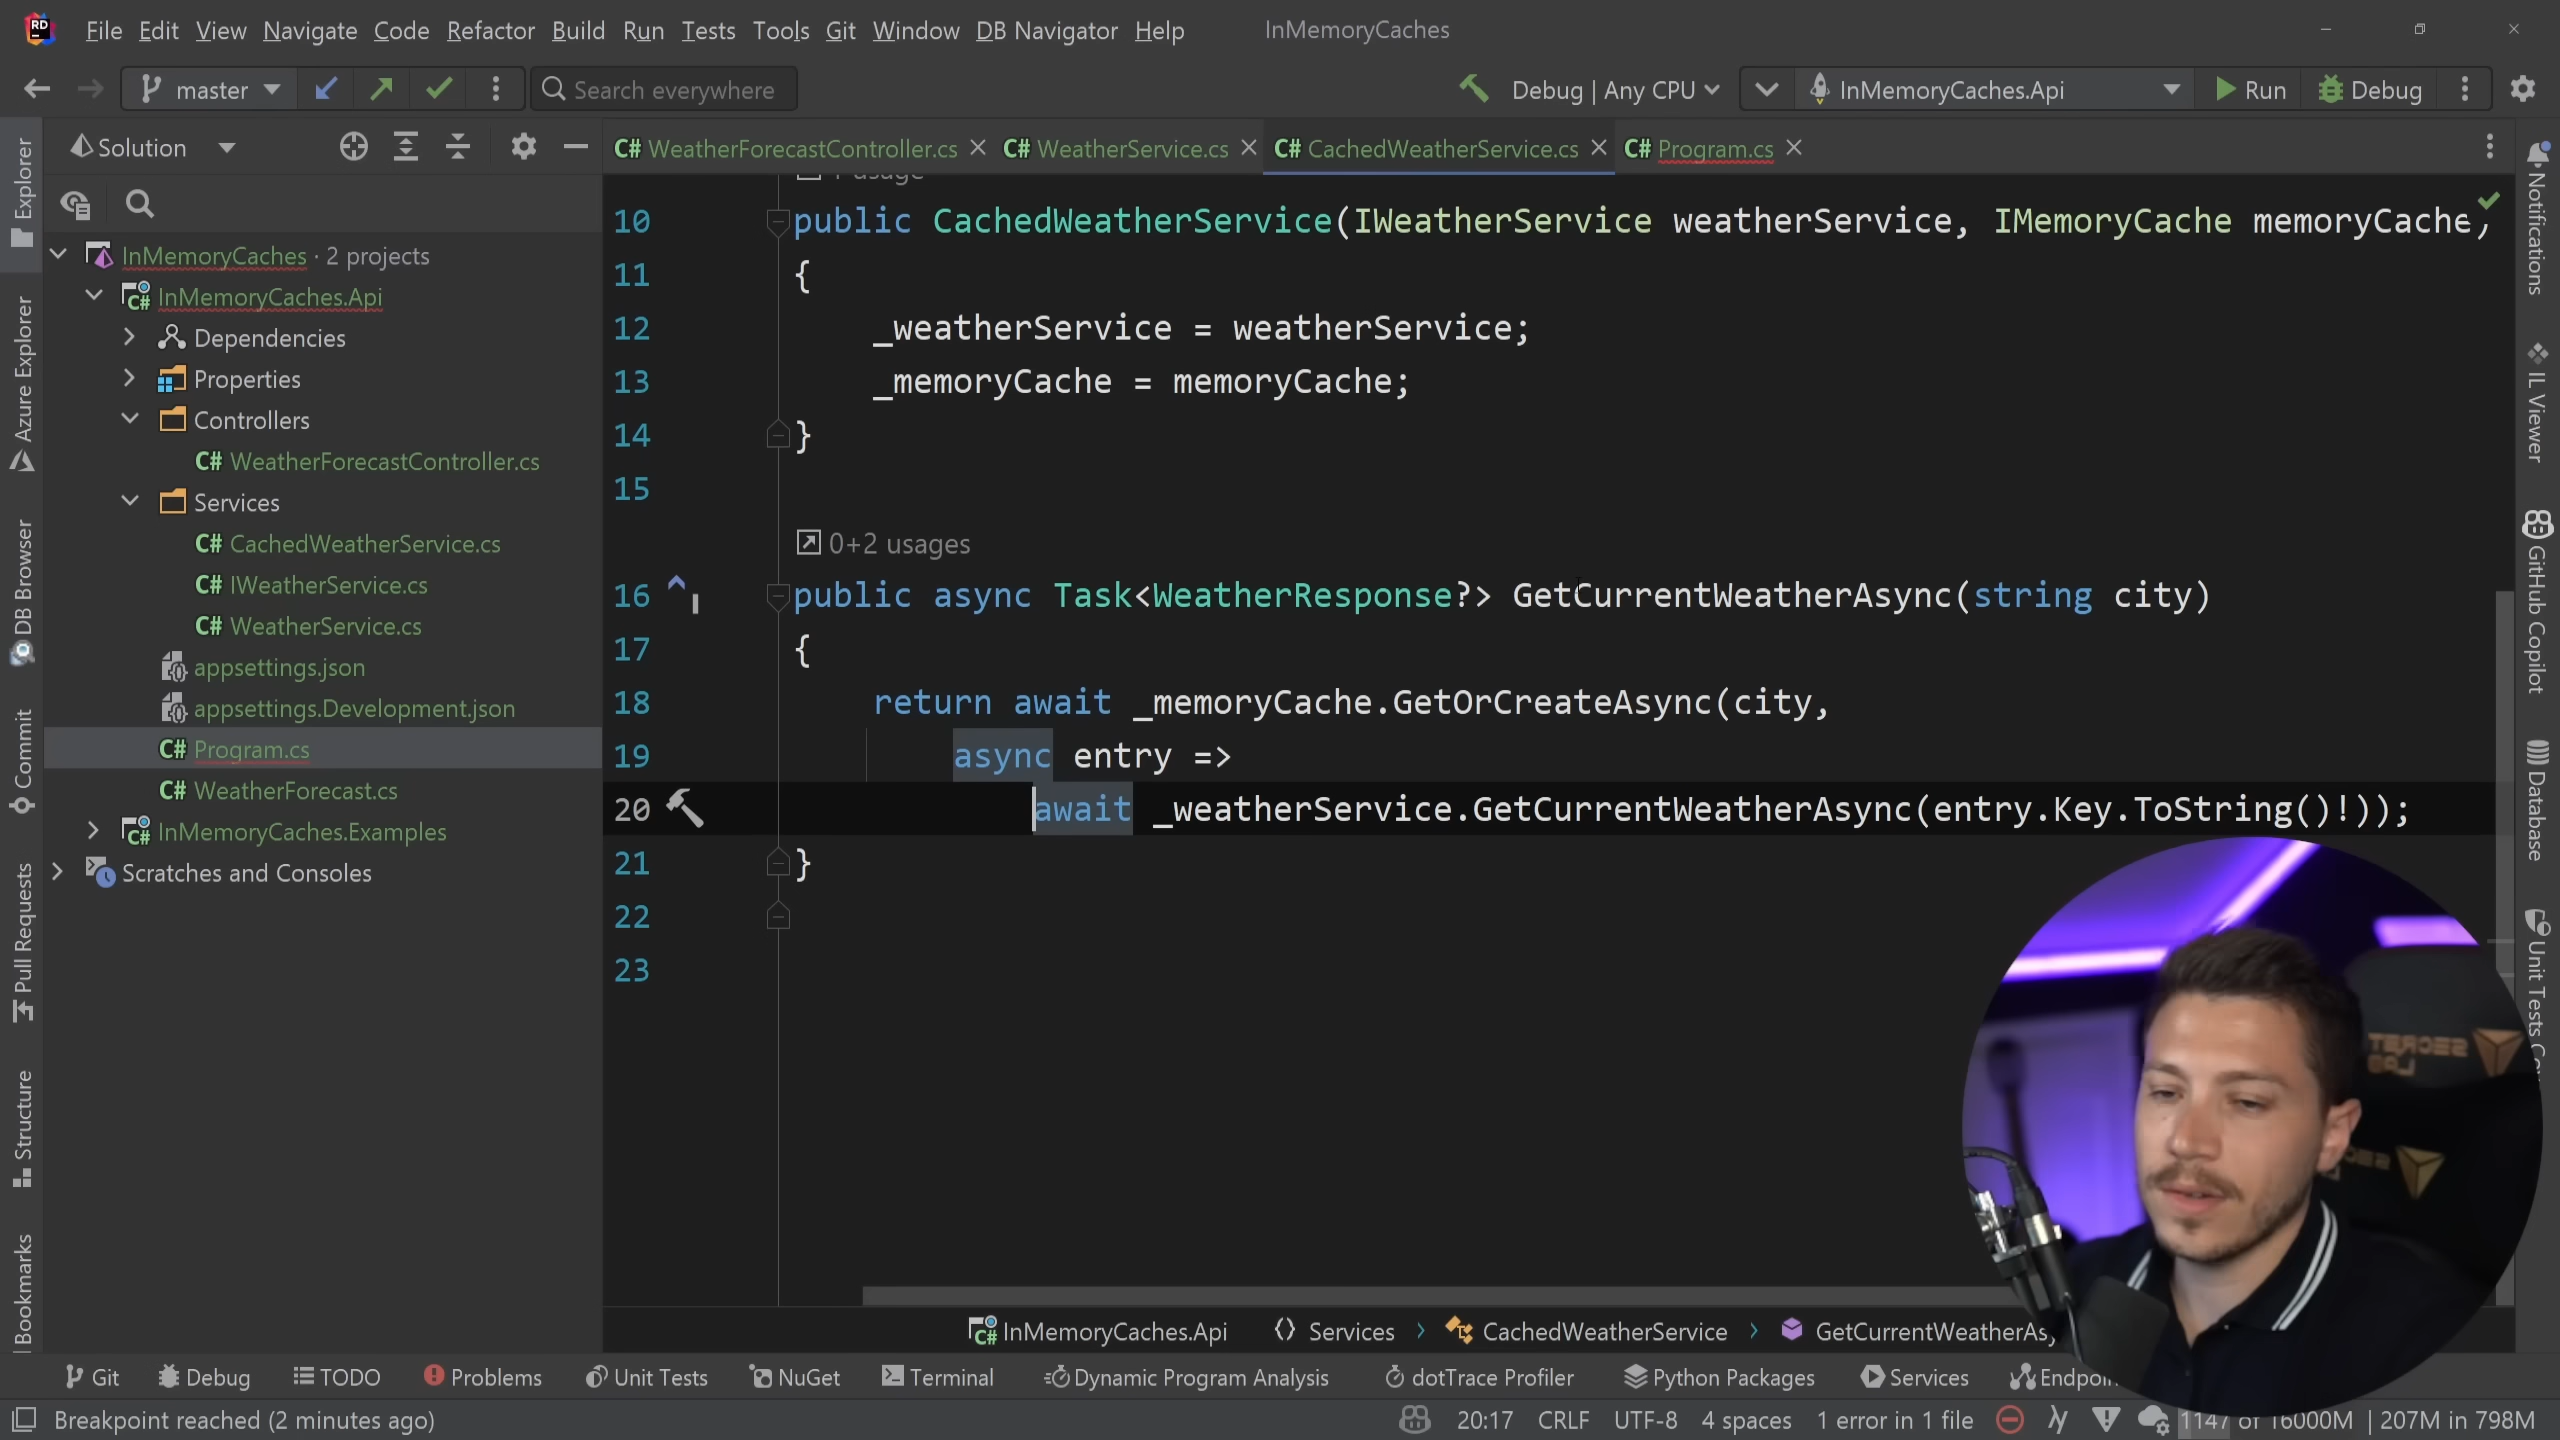 RD File Edit View Navigate Code Refactor Build Run Tests Tools Git Window DB Navigator Help InMemoryCaches
master Search everywhere Debug | Any CPU InMemoryCaches.Api Run Debug
Solution
C# WeatherForecastController.cs C# WeatherService.cs C# CachedWeatherService.cs C# Program.cs
InMemoryCaches · 2 projects
C# InMemoryCaches.Api
Dependencies
Properties
Controllers
C# WeatherForecastController.cs
Services
C# CachedWeatherService.cs
C# IWeatherService.cs
C# WeatherService.cs
appsettings.json
appsettings.Development.json
C# Program.cs
C# WeatherForecast.cs
C# InMemoryCaches.Examples
Scratches and Consoles
Explorer
Azure Explorer
DB Browser
Commit
Pull Requests
Structure
Bookmarks
usage
10 public CachedWeatherService(IWeatherService weatherService, IMemoryCache memoryCache,
11 {
12 _weatherService = weatherService;
13 _memoryCache = memoryCache;
14 }
15
0+2 usages
16 public async Task<WeatherResponse?> GetCurrentWeatherAsync(string city)
17 {
18 return await _memoryCache.GetOrCreateAsync(city,
19 async entry =>
20 await _weatherService.GetCurrentWeatherAsync(entry.Key.ToString()!));
21 }
22
23
Notifications
IL Viewer
GitHub Copilot
Database
Unit Tests
C# InMemoryCaches.Api Services CachedWeatherService GetCurrentWeatherAs
Git Debug TODO Problems Unit Tests NuGet Terminal Dynamic Program Analysis dotTrace Profiler Python Packages Services
Breakpoint reached (2 minutes ago) 20:17 CRLF UTF-8 4 spaces 1 error in 1 file 1147 of 16000M 207M in 798M